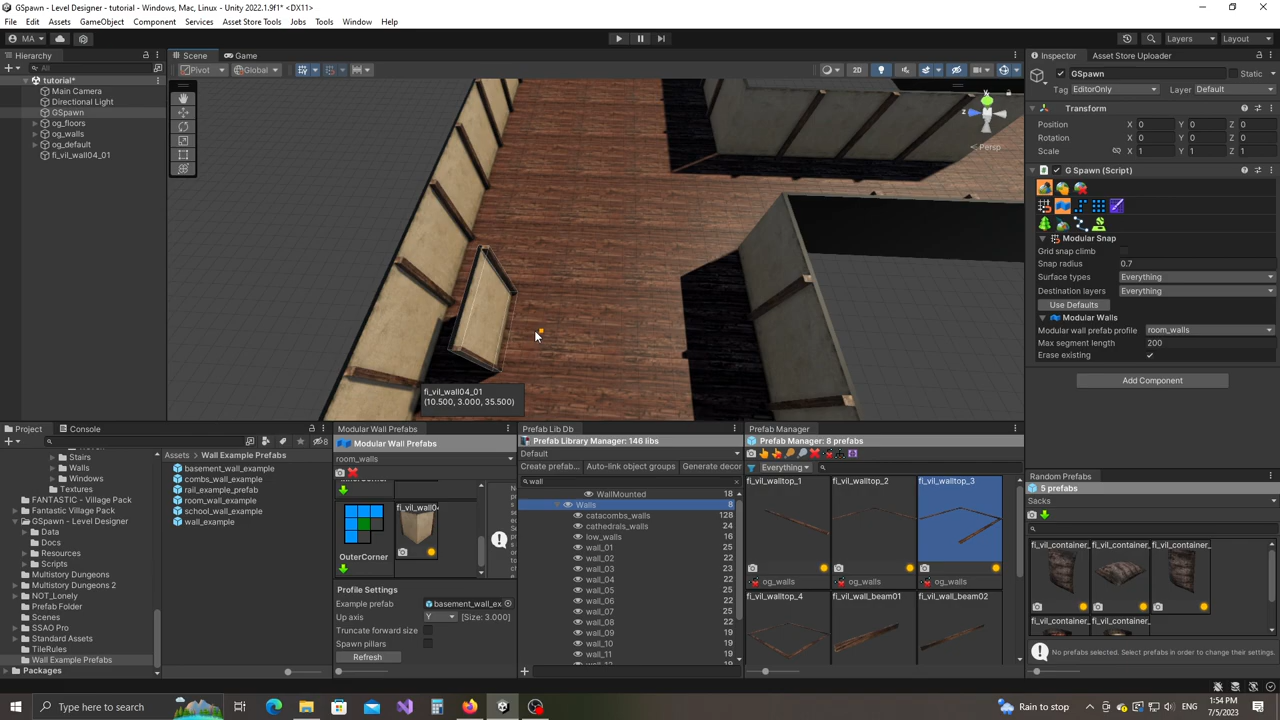 GSpawn - Level Designer - tutorial - Windows, Mac, Linux - Unity 2022.1.9f1* <DX11>
File Edit Assets GameObject Component Services Asset Store Tools Jobs Tools Window Help
MA Layers Layout
Hierarchy
All
tutorial*
Main Camera
Directional Light
GSpawn
og_floors
og_walls
og_default
fi_vil_wall04_01
Scene Game
Pivot Global 2D
Persp
fi_vil_wall04_01
(10.500, 3.000, 35.500)
Inspector Asset Store Uploader
GSpawn Static
Tag EditorOnly Layer Default
Transform
Position X 0 Y 0 Z 0
Rotation X 0 Y 0 Z 0
Scale X 1 Y 1 Z 1
G Spawn (Script)
Modular Snap
Grid snap climb
Snap radius 0.7
Surface types Everything
Destination layers Everything
Use Defaults
Modular Walls
Modular wall prefab profile room_walls
Max segment length 200
Erase existing
Add Component
Project Console
8
Stairs
Walls
Windows
Textures
FANTASTIC - Village Pack
Fantastic Village Pack
GSpawn - Level Designer
Data
Docs
Resources
Scripts
Multistory Dungeons
Multistory Dungeons 2
NOT_Lonely
Prefab Folder
Scenes
SSAO Pro
Standard Assets
TileRules
Wall Example Prefabs
Packages
Assets > Wall Example Prefabs
basement_wall_example
combs_wall_example
rail_example_prefab
room_wall_example
school_wall_example
wall_example
Modular Wall Prefabs
Modular Wall Prefabs
room_walls
OuterCorner
Profile Settings
Example prefab basement_wall_ex
Up axis Y [Size: 3.000]
Truncate forward size
Spawn pillars
Refresh
Prefab Lib Db
Prefab Library Manager: 146 libs
Default
Create prefab... Auto-link object groups Generate decor
wall
WallMounted 18
Walls 8
catacombs_walls 128
cathedrals_walls 24
low_walls 16
wall_01 25
wall_02 22
wall_03 23
wall_04 22
wall_05 25
wall_06 22
wall_07 25
wall_08 22
wall_09 19
wall_10 19
wall_11 19
Prefab Manager
Prefab Manager: 8 prefabs
Everything
fi_vil_walltop_1 fi_vil_walltop_2 fi_vil_walltop_3
og_walls og_walls og_walls
fi_vil_walltop_4 fi_vil_wall_beam01 fi_vil_wall_beam02
Random Prefabs
5 prefabs
Sacks
fi_vil_container_ fi_vil_container_ fi_vil_container_
fi_vil_container_ fi_vil_container_
No prefabs selected. Select prefabs in order to change their settings.
Type here to search
Rain to stop
1:54 PM
7/5/2023